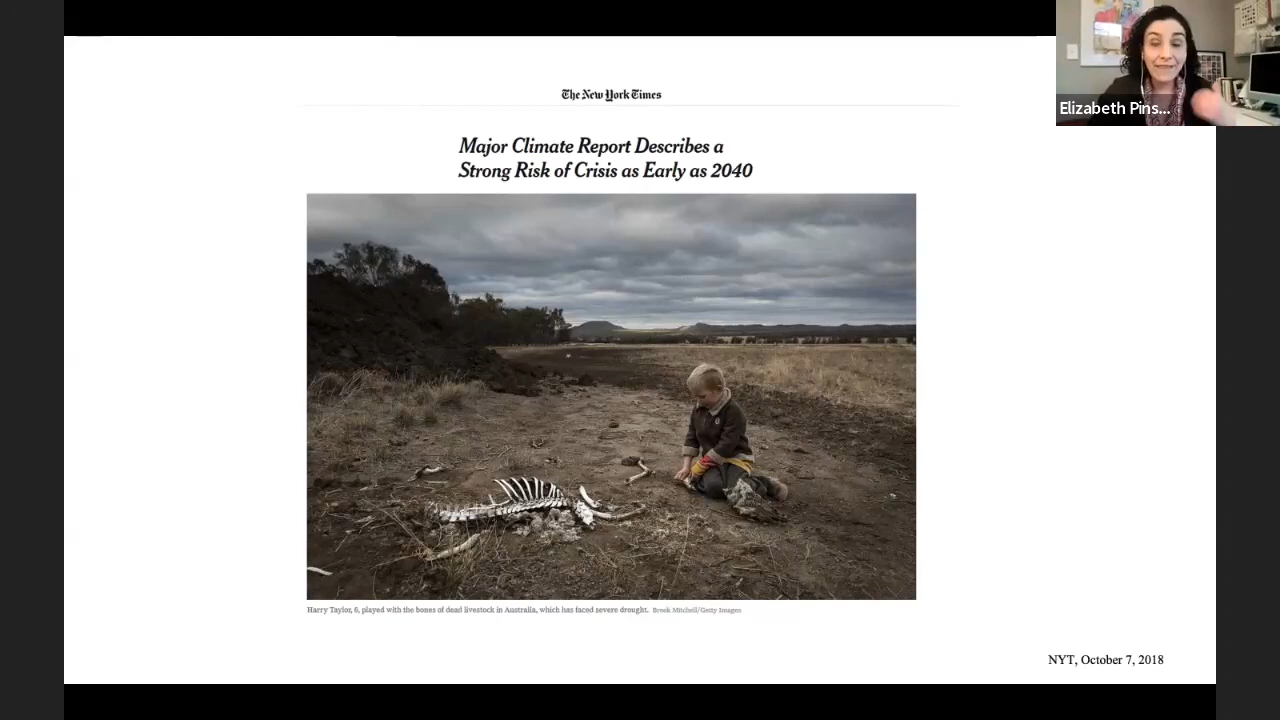 The New York Times
Elizabeth Pins...
Major Climate Report Describes a
Strong Risk of Crisis as Early as 2040
Harry Taylor, 6, played with the bones of dead livestock in Australia, which has faced severe drought. Brook Mitchell/Getty Images
NYT, October 7, 2018